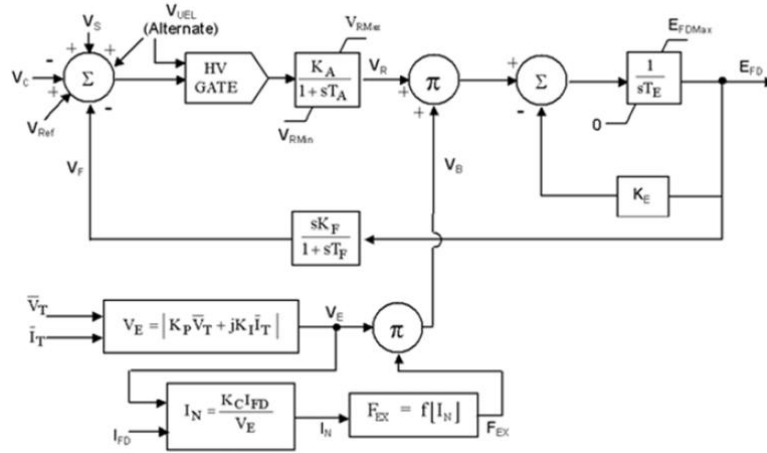 V_UEL
(Alternate)
V_S
V_RMax
E_FDMax
+ +
-
V_C
Σ
+
-
V_Ref
HV
GATE
K_A
1+sT_A
V_R
V_RMin
+
π
+
+
Σ
-
1
sT_E
0
E_FD
V_F
V_B
K_E
sK_F
1+sT_F
V̅_T
I̅_T
V_E = |K_P V̅_T + jK_I I̅_T|
V_E
π
I_N = K_C I_FD
V_E
I_FD
I_N
F_EX = f[I_N]
F_EX